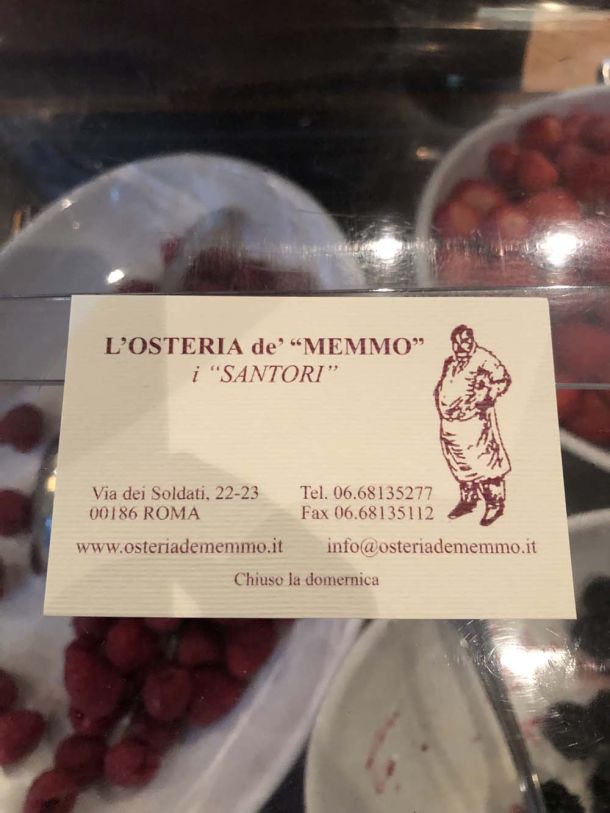 L'OSTERIA de' "MEMMO"
i "SANTORI"
Via dei Soldati, 22-23
00186 ROMA
Tel. 06.68135277
Fax 06.68135112
www.osteriadememmo.it
info@osteriadememmo.it
Chiuso la domernica